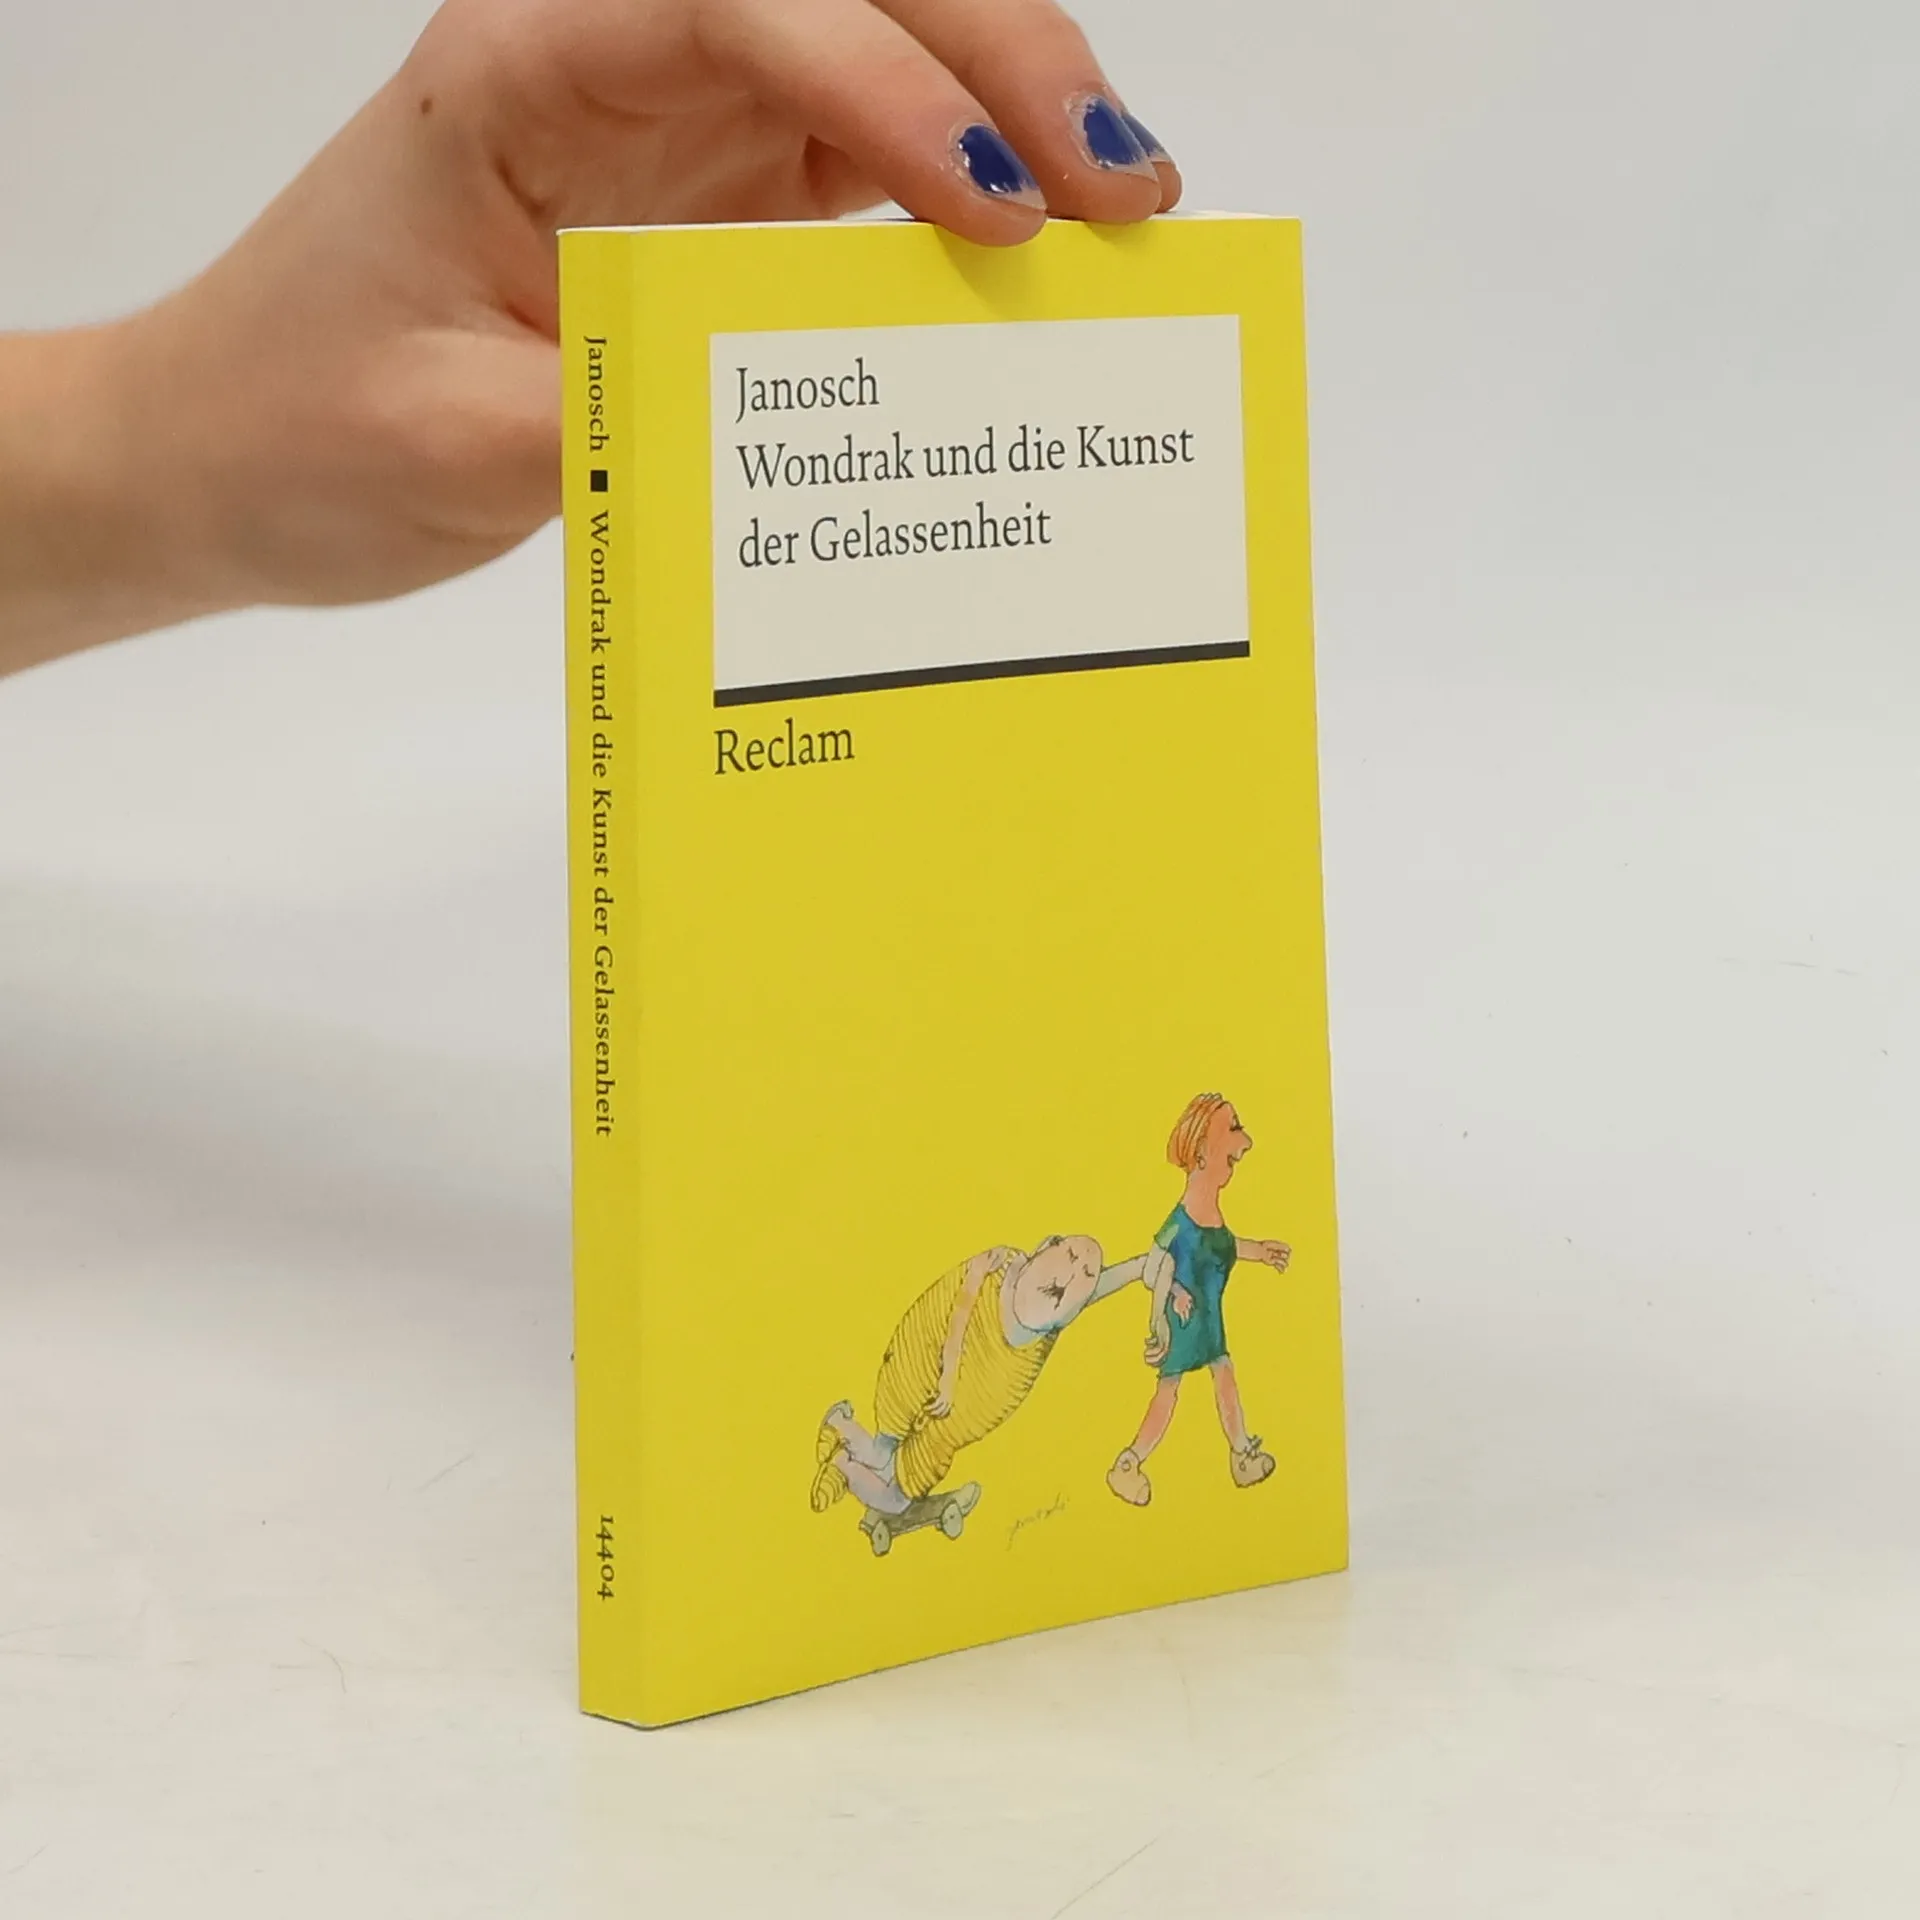 Janosch
Wondrak und die Kunst
der Gelassenheit
Reclam
Janosch ■ Wondrak und die Kunst der Gelassenheit
14404